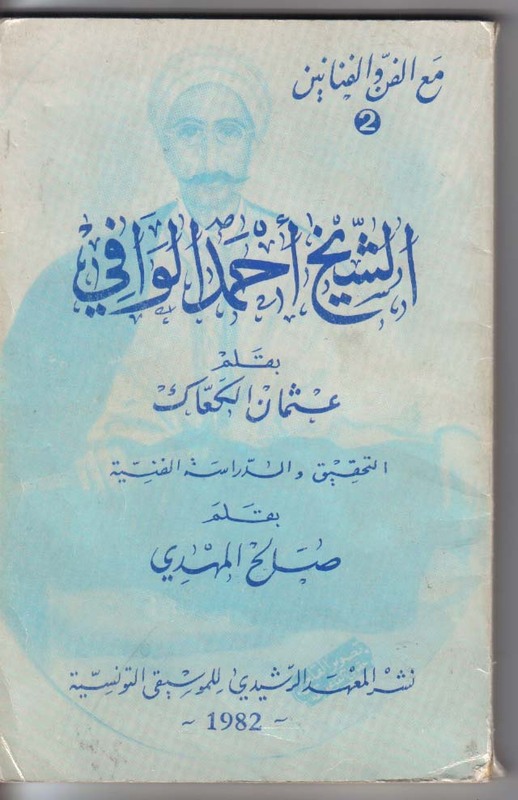 مع الفن والفنانين
2
الشيخ أحمد الوافي
بقلم
عثمان الكعاك
التحقيق والدراسة الفنية
بقلم
صالح المهدي
نشر المعهد الرشيدي للموسيقى التونسية
~ 1982 ~